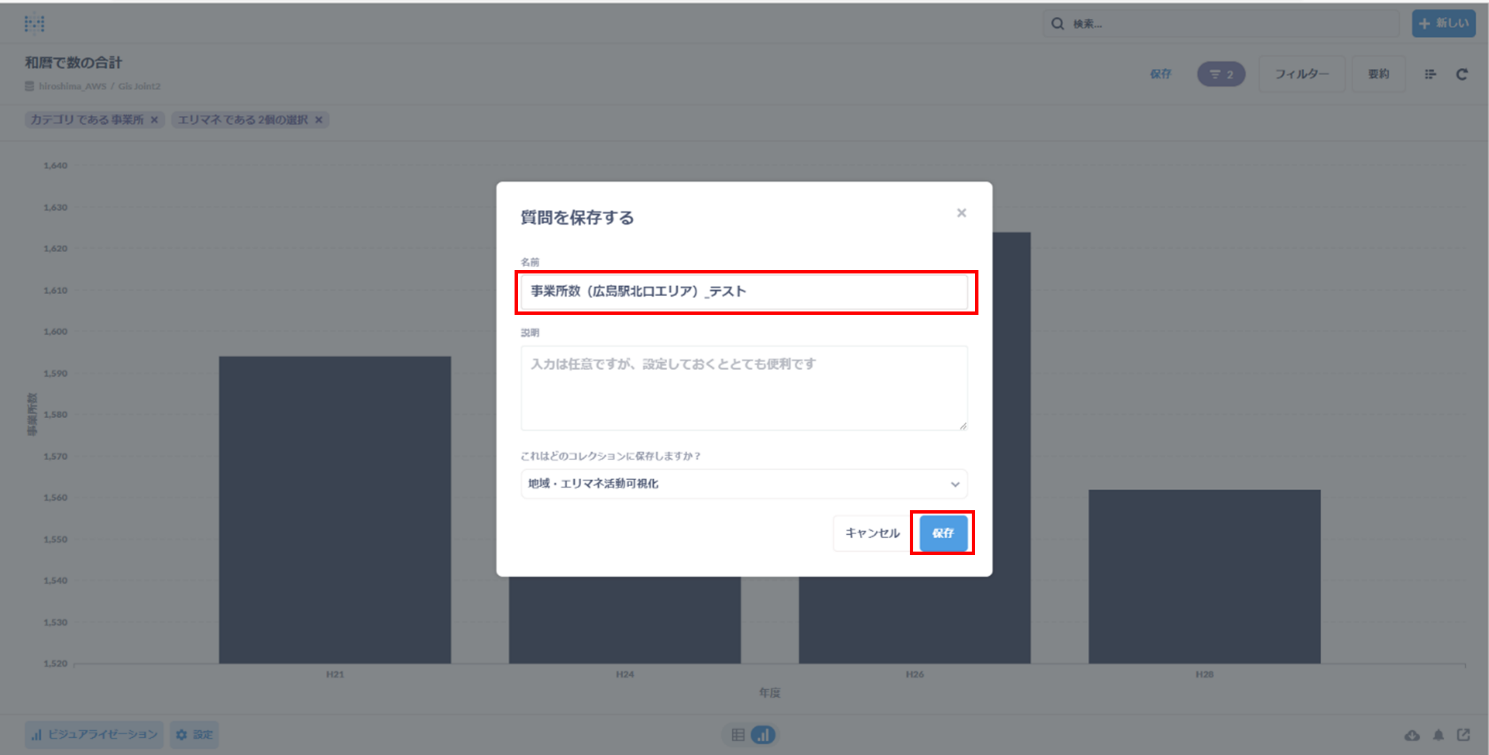 検索...
新しい
和暦で数の合計
hiroshima_AWS / Gis Joint2
保存
2
フィルター
要約
カテゴリ である 事業所 ×
エリマネ である 2個の選択 ×
1,640
1,630
1,620
1,610
1,600
1,590
1,580
1,570
1,560
1,550
1,540
1,530
1,520
事業所数
質問を保存する
名前
事業所数（広島駅北口エリア）_テスト
説明
入力は任意ですが、設定しておくととても便利です
これはどのコレクションに保存しますか？
地域・エリマネ活動可視化
キャンセル
保存
H21
H24
H26
H28
年度
ビジュアライゼーション
設定